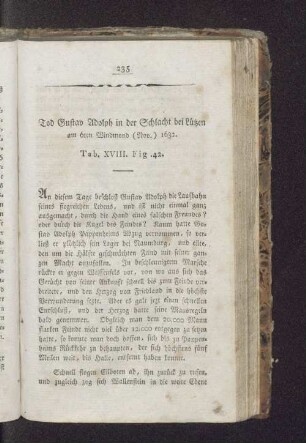 235
Tod Gustav Adolph in der Schlacht bei Lützen
am 6ten Windmond (Nov.) 1632.
Tab. XVIII. Fig. 42.
An diesem Tage beschloß Gustav Adolph die Laufbahn
seines siegreichen Lebens, und ist nicht einmal ganz
ausgemacht, durch die Hand eines falschen Freundes?
oder durch die Kugel des Feindes? Kaum hatte Gu-
stav Adolph Pappenheims Abzug vernommen, so ver-
ließ er plötzlich sein Lager bei Naumburg, und eilte,
den um die Hälfte geschwächten Feind mit seiner gan-
zen Macht anzufallen. In beschleunigtem Marsche
rückte er gegen Weissenfels vor, von wo aus sich das
Gerücht von seiner Ankunft schnell bis zum Feinde ver-
breitet, und den Herzog von Friedland in die höchste
Verwunderung setzte. Aber es galt jezt einen schnellen
Entschluß, und der Herzog hatte seine Maasregeln
bald genommen. Obgleich man dem 20,000 Mann
starken Feinde nicht viel über 12,000 entgegen zu setzen
hatte, so konnte man doch hoffen, sich bis zu Pappen-
heims Rückkehr zu behaupten, der sich höchstens fünf
Meilen weit, bis Halle, entfernt haben konnte.
Schnell flogen Eilboten ab, ihn zurück zu rufen,
und zugleich zog sich Wallenstein in die weite Ebene